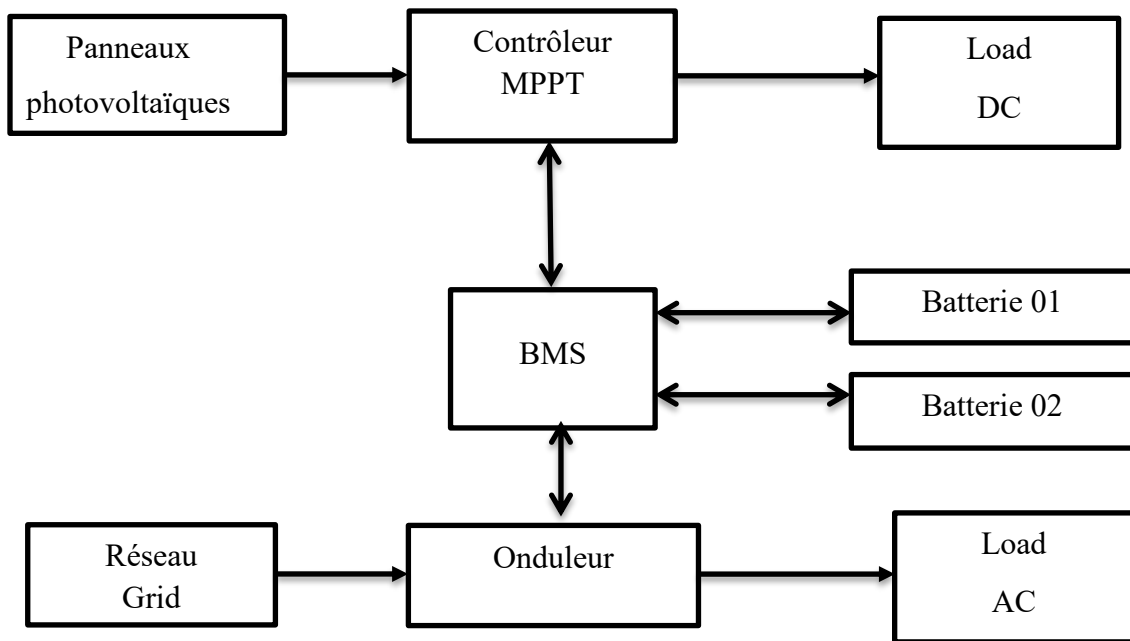 Panneaux
photovoltaïques
Contrôleur
MPPT
Load
DC
BMS
Batterie 01
Batterie 02
Réseau
Grid
Onduleur
Load
AC